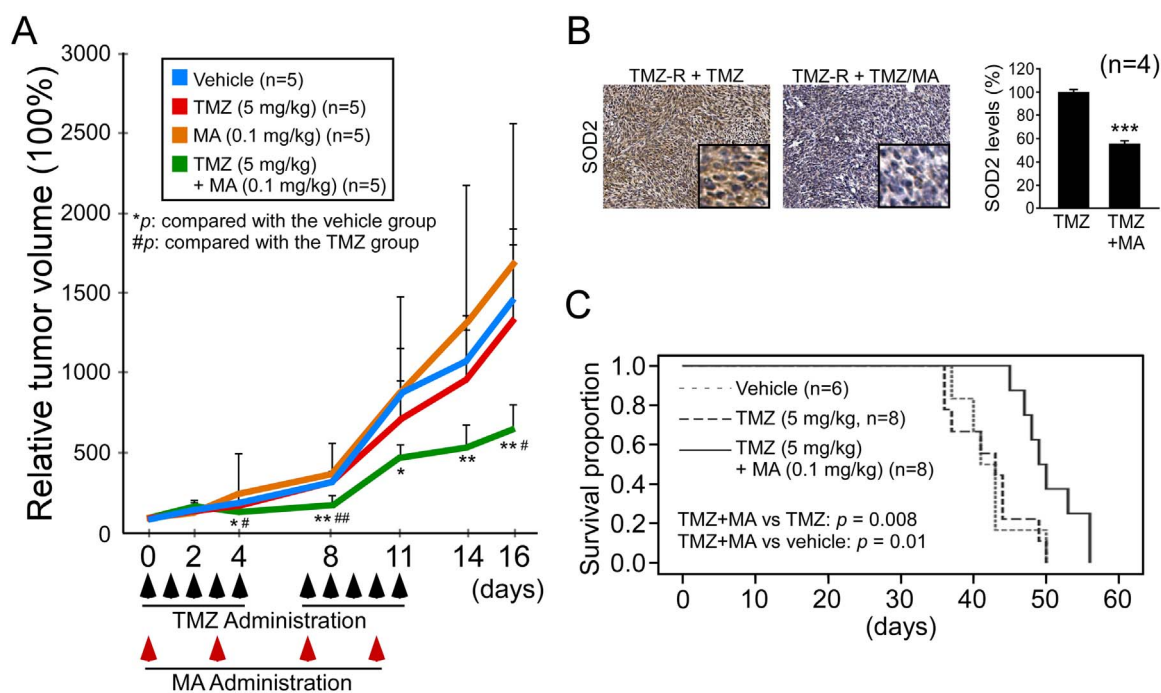 A
Relative tumor volume (100%)
3000
2500
2000
1500
1000
500
0
Vehicle (n=5)
TMZ (5 mg/kg) (n=5)
MA (0.1 mg/kg) (n=5)
TMZ (5 mg/kg)
+ MA (0.1 mg/kg) (n=5)
*p: compared with the vehicle group
#p: compared with the TMZ group
*#
**##
*
**
**#
0 2 4 8 11 14 16
(days)
TMZ Administration
MA Administration
B
TMZ-R + TMZ
TMZ-R + TMZ/MA
SOD2
(n=4)
SOD2 levels (%)
120
100
80
60
40
20
0
***
TMZ
TMZ
+MA
C
Survival proportion
1.0
0.8
0.6
0.4
0.2
0.0
Vehicle (n=6)
TMZ (5 mg/kg, n=8)
TMZ (5 mg/kg)
+ MA (0.1 mg/kg) (n=8)
TMZ+MA vs TMZ: p = 0.008
TMZ+MA vs vehicle: p = 0.01
0 10 20 30 40 50 60
(days)